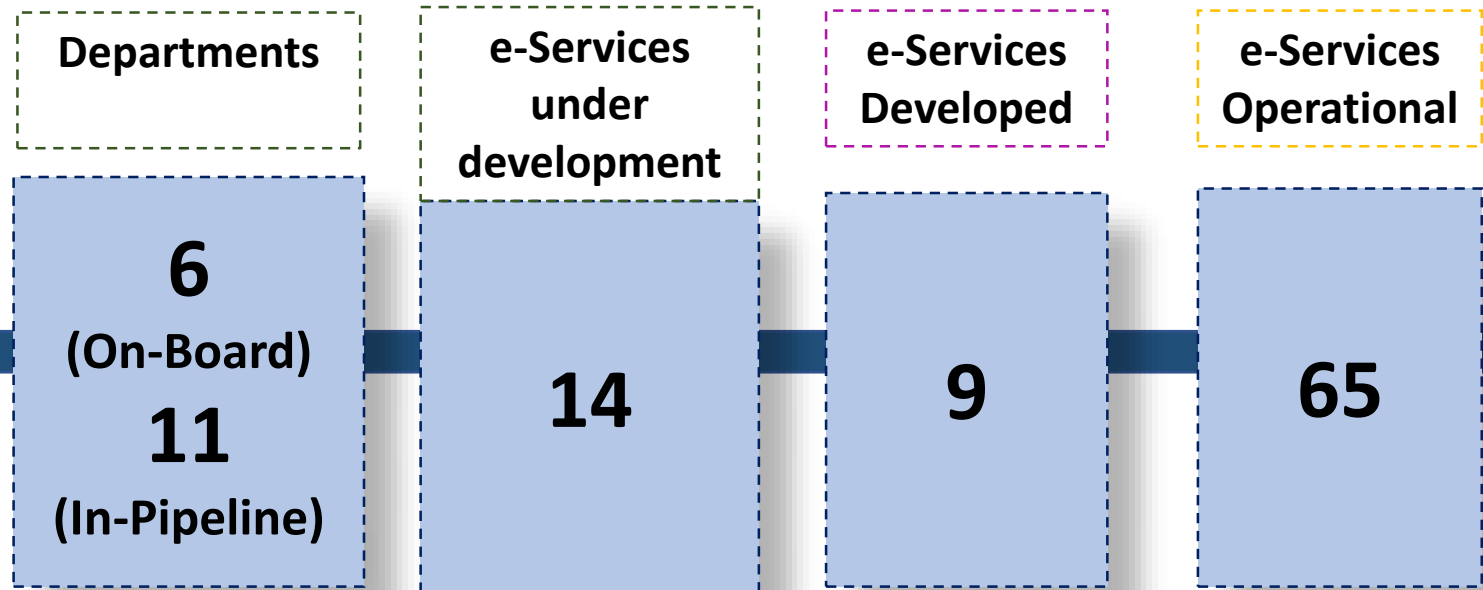 Departments
6
(On-Board)
11
(In-Pipeline)
e-Services
under
development
14
e-Services
Developed
9
e-Services
Operational
65